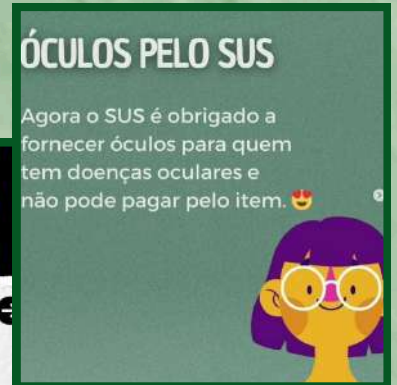 ÓCULOS PELO SUS
Agora o SUS é obrigado a
fornecer óculos para quem
tem doenças oculares e
não pode pagar pelo item. 😍